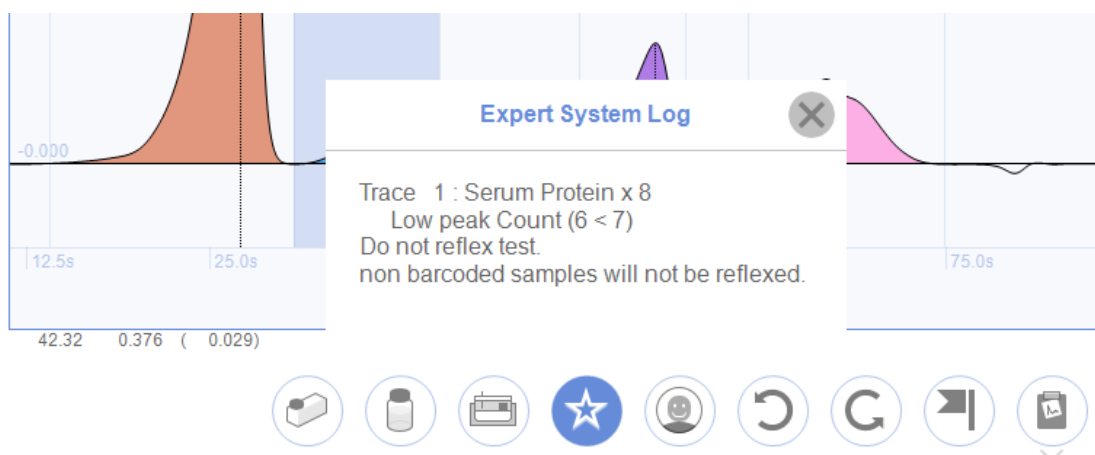 Expert System Log
-0.000
Trace 1 : Serum Protein x 8
Low peak Count (6 < 7)
Do not reflex test.
non barcoded samples will not be reflexed.
12.5s 25.0s 75.0s
42.32 0.376 ( 0.029)